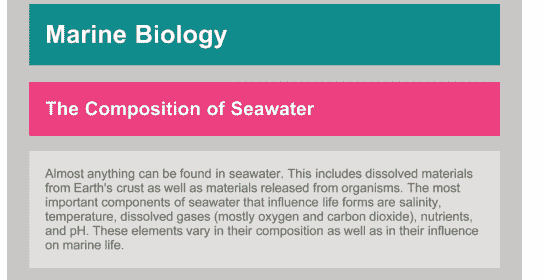 Marine Biology
The Composition of Seawater
Almost anything can be found in seawater. This includes dissolved materials
from Earth's crust as well as materials released from organisms. The most
important components of seawater that influence life forms are salinity,
temperature, dissolved gases (mostly oxygen and carbon dioxide), nutrients,
and pH. These elements vary in their composition as well as in their influence
on marine life.